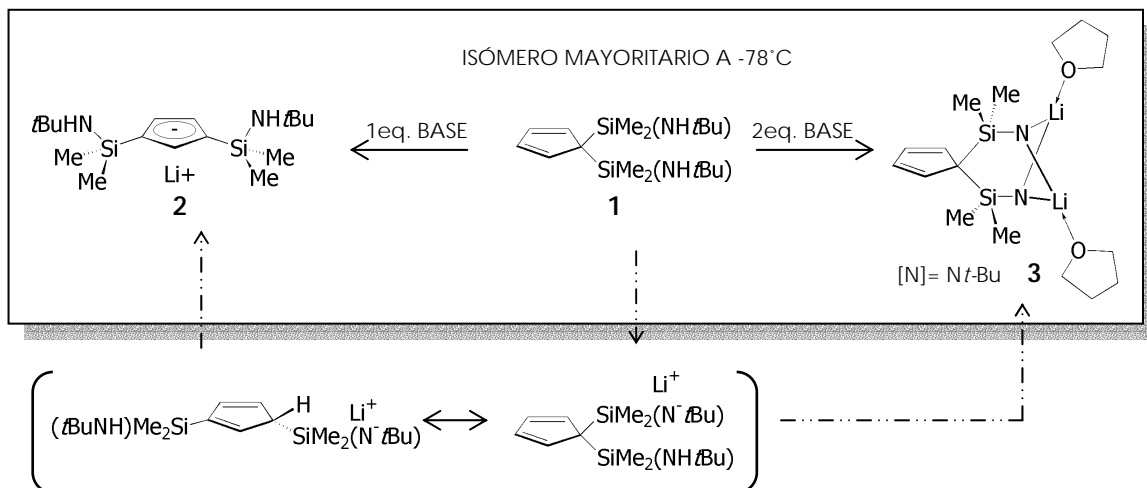 ISÓMERO MAYORITARIO A -78°C
tBuHN
NHtBu
Si
Si
Me
Me
Me
Me
-
Li+
2
1eq. BASE
SiMe2(NHtBu)
SiMe2(NHtBu)
1
2eq. BASE
O
Me
Me
Li
Si
N
Si
N
Li
Me
Me
O
[N]= Nt-Bu 3
(tBuNH)Me2Si
H
Li+
SiMe2(N-tBu)
Li+
SiMe2(N-tBu)
SiMe2(NHtBu)